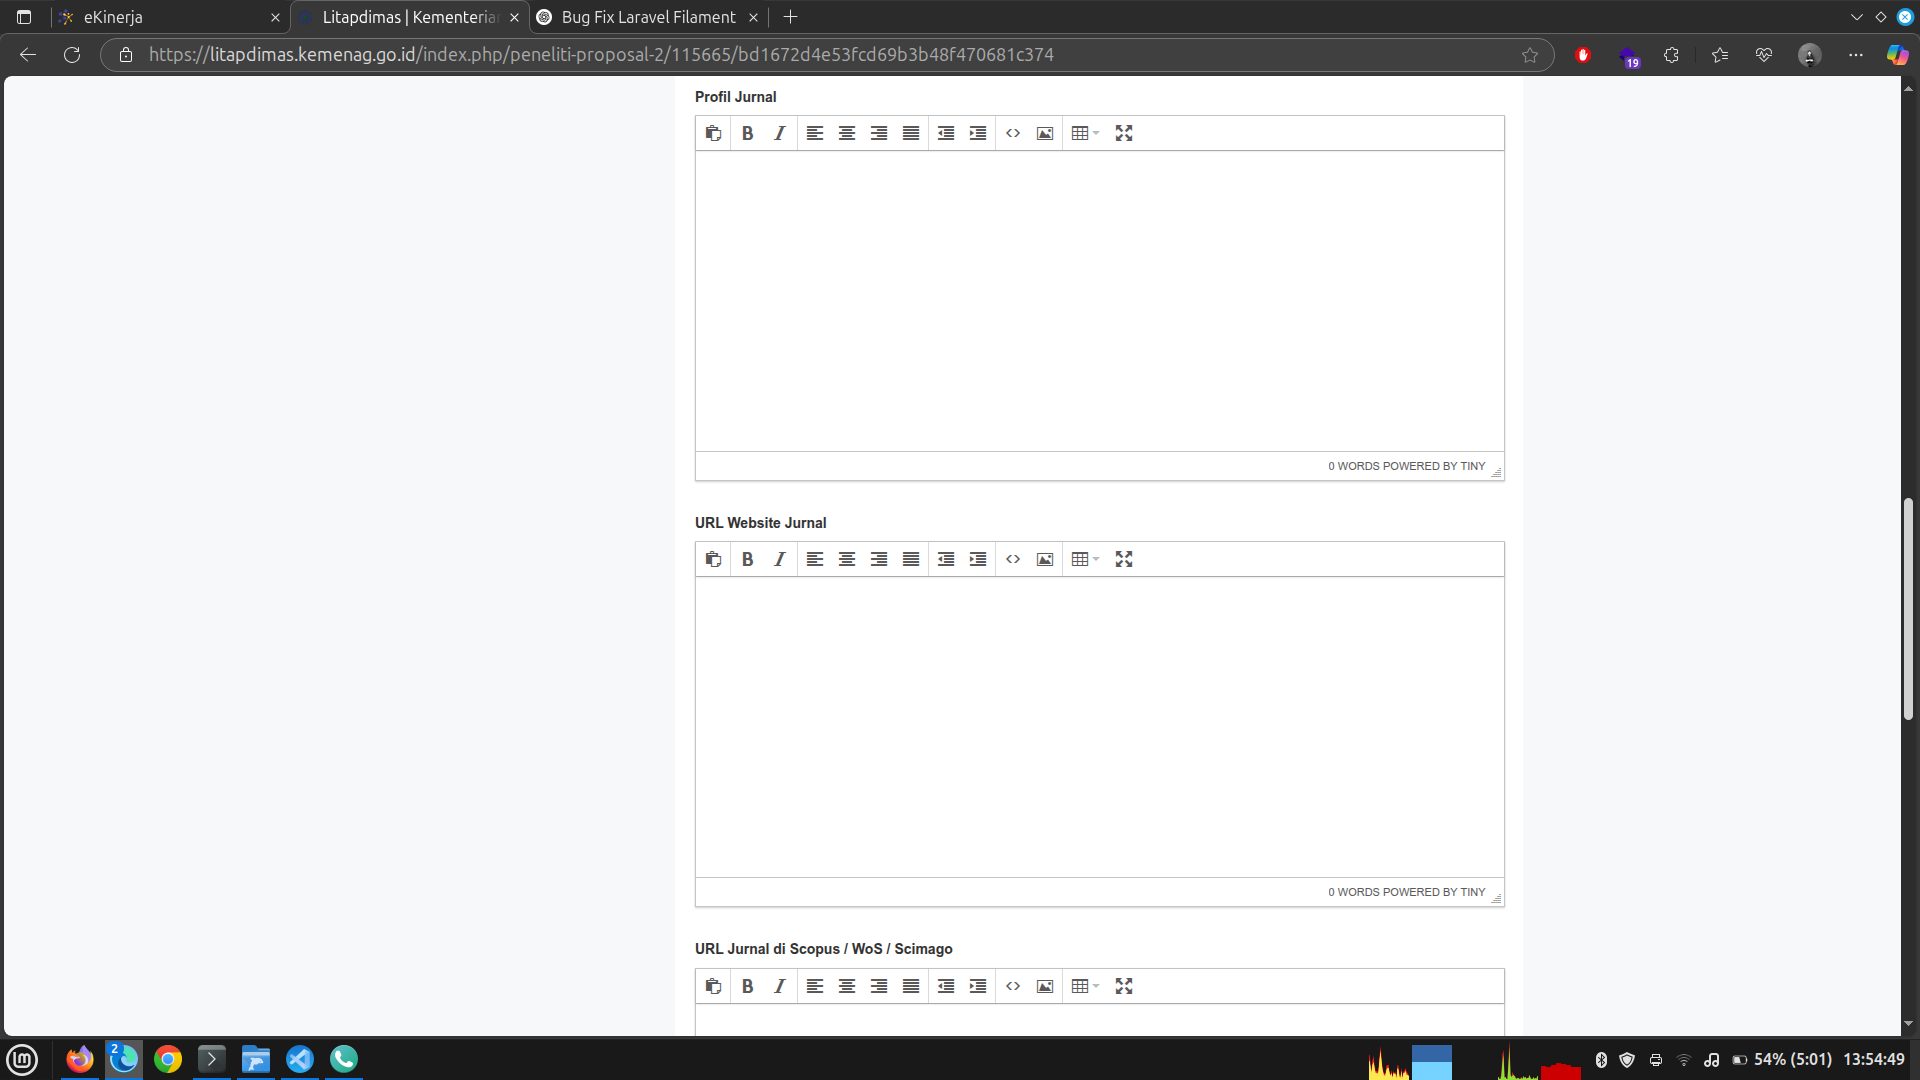 eKinerja
Litapdimas | Kementeria
Bug Fix Laravel Filament
https://litapdimas.kemenag.go.id/index.php/peneliti-proposal-2/115665/bd1672d4e53fcd69b3b48f470681c374
19
Profil Jurnal
0 WORDS POWERED BY TINY
URL Website Jurnal
0 WORDS POWERED BY TINY
URL Jurnal di Scopus / WoS / Scimago
2
54% (5:01) 13:54:49